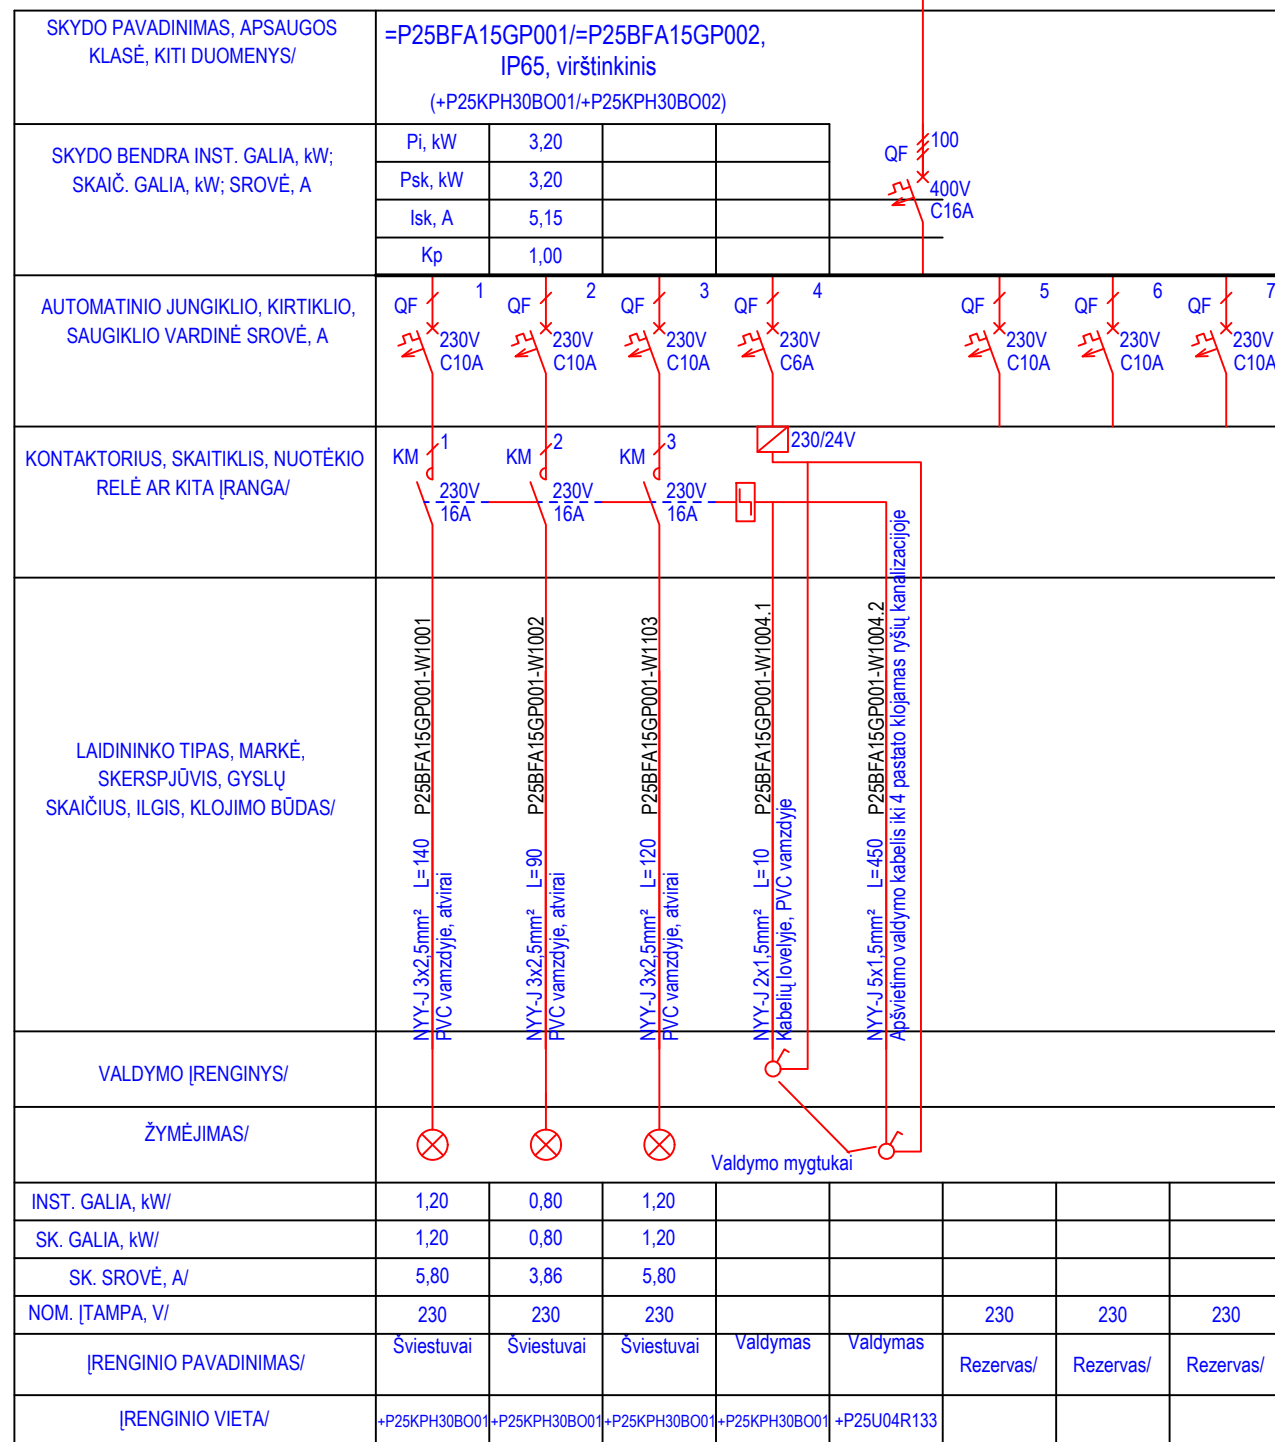 SKYDO PAVADINIMAS, APSAUGOS
KLASĖ, KITI DUOMENYS/
=P25BFA15GP001/=P25BFA15GP002,
IP65, virštinkinis
(+P25KPH30BO01/+P25KPH30BO02)
SKYDO BENDRA INST. GALIA, kW;
SKAIČ. GALIA, kW; SROVĖ, A
Pi, kW 3,20
Psk, kW 3,20
Isk, A 5,15
Kp 1,00
QF 100
400V
C16A
AUTOMATINIO JUNGIKLIO, KIRTIKLIO,
SAUGIKLIO VARDINĖ SROVĖ, A
QF 1 230V C10A
QF 2 230V C10A
QF 3 230V C10A
QF 4 230V C6A
QF 5 230V C10A
QF 6 230V C10A
QF 7 230V C10A
KONTAKTORIUS, SKAITIKLIS, NUOTĖKIO
RELĖ AR KITA ĮRANGA/
KM 1 230V 16A
KM 2 230V 16A
KM 3 230V 16A
230/24V
LAIDININKO TIPAS, MARKĖ,
SKERSPJŪVIS, GYSLŲ
SKAIČIUS, ILGIS, KLOJIMO BŪDAS/
NYY-J 3x2,5mm² L=140 P25BFA15GP001-W1001
PVC vamzdyje, atvirai
NYY-J 3x2,5mm² L=90 P25BFA15GP001-W1002
PVC vamzdyje, atvirai
NYY-J 3x2,5mm² L=120 P25BFA15GP001-W1103
PVC vamzdyje, atvirai
NYY-J 2x1,5mm² L=10 P25BFA15GP001-W1004.1
Kabelių lovelyje, PVC vamzdyje
NYY-J 5x1,5mm² L=450 P25BFA15GP001-W1004.2
Apšvietimo valdymo kabelis iki 4 pastato klojamas ryšių kanalizacijoje
VALDYMO ĮRENGINYS/
ŽYMĖJIMAS/
Valdymo mygtukai
INST. GALIA, kW/ 1,20 0,80 1,20
SK. GALIA, kW/ 1,20 0,80 1,20
SK. SROVĖ, A/ 5,80 3,86 5,80
NOM. ĮTAMPA, V/ 230 230 230 230 230 230
ĮRENGINIO PAVADINIMAS/ Šviestuvai Šviestuvai Šviestuvai Valdymas Valdymas Rezervas/ Rezervas/ Rezervas/
ĮRENGINIO VIETA/ +P25KPH30BO01 +P25KPH30BO01 +P25KPH30BO01 +P25KPH30BO01 +P25U04R133